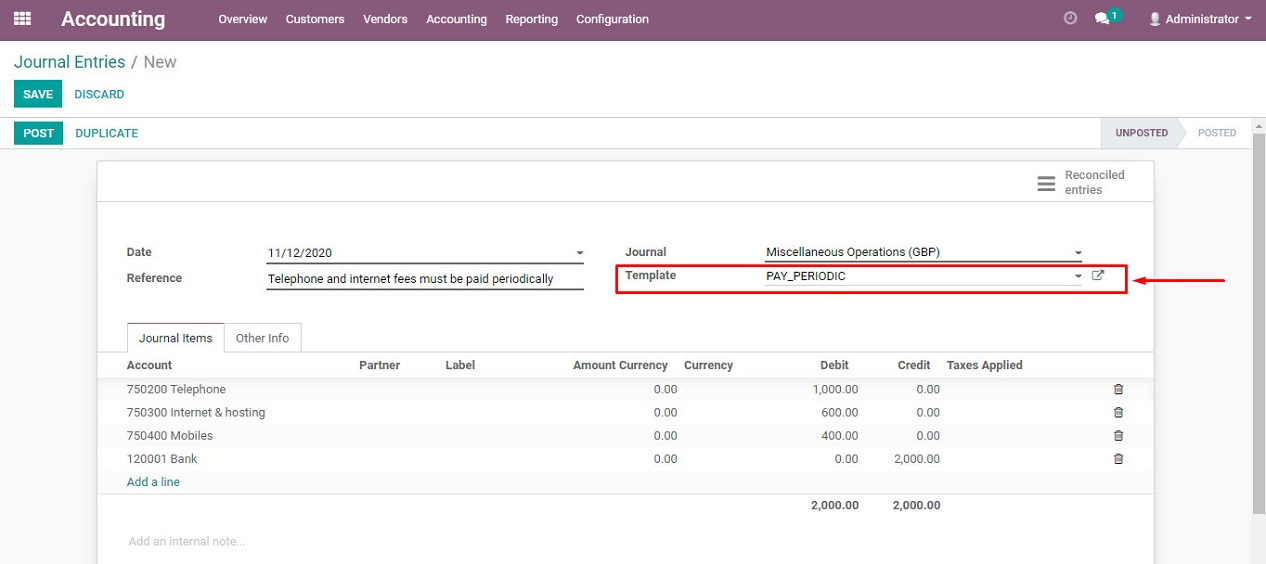 Accounting Overview Customers Vendors Accounting Reporting Configuration 1 Administrator
Journal Entries / New
SAVE DISCARD
POST DUPLICATE UNPOSTED POSTED
Reconciled
entries
Date 11/12/2020 Journal Miscellaneous Operations (GBP)
Reference Telephone and internet fees must be paid periodically Template PAY_PERIODIC
Journal Items Other Info
Account Partner Label Amount Currency Currency Debit Credit Taxes Applied
750200 Telephone 0.00 1,000.00 0.00
750300 Internet & hosting 0.00 600.00 0.00
750400 Mobiles 0.00 400.00 0.00
120001 Bank 0.00 0.00 2,000.00
Add a line
2,000.00 2,000.00
Add an internal note...